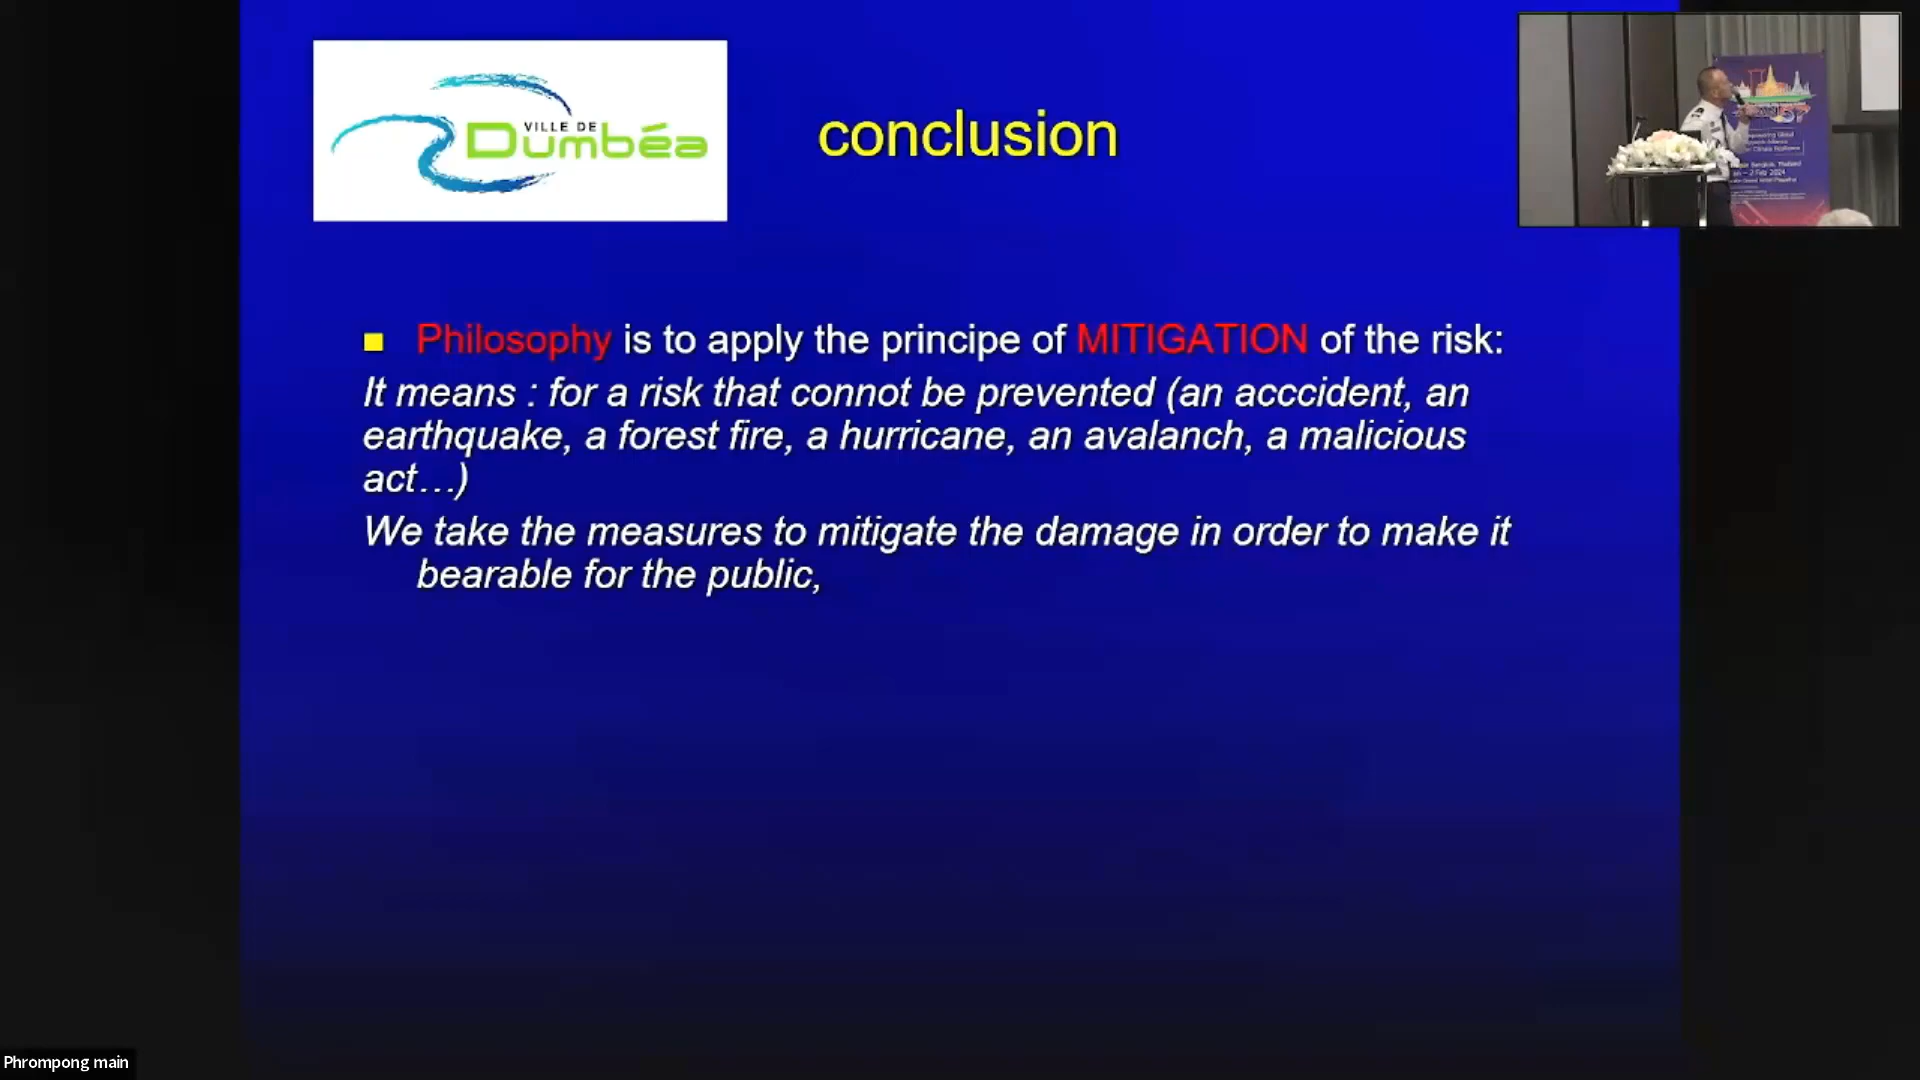 VILLE DE
Dumbéa
conclusion
Philosophy is to apply the principe of MITIGATION of the risk:
It means : for a risk that connot be prevented (an acccident, an
earthquake, a forest fire, a hurricane, an avalanch, a malicious
act…)
We take the measures to mitigate the damage in order to make it
bearable for the public,
Phrompong main